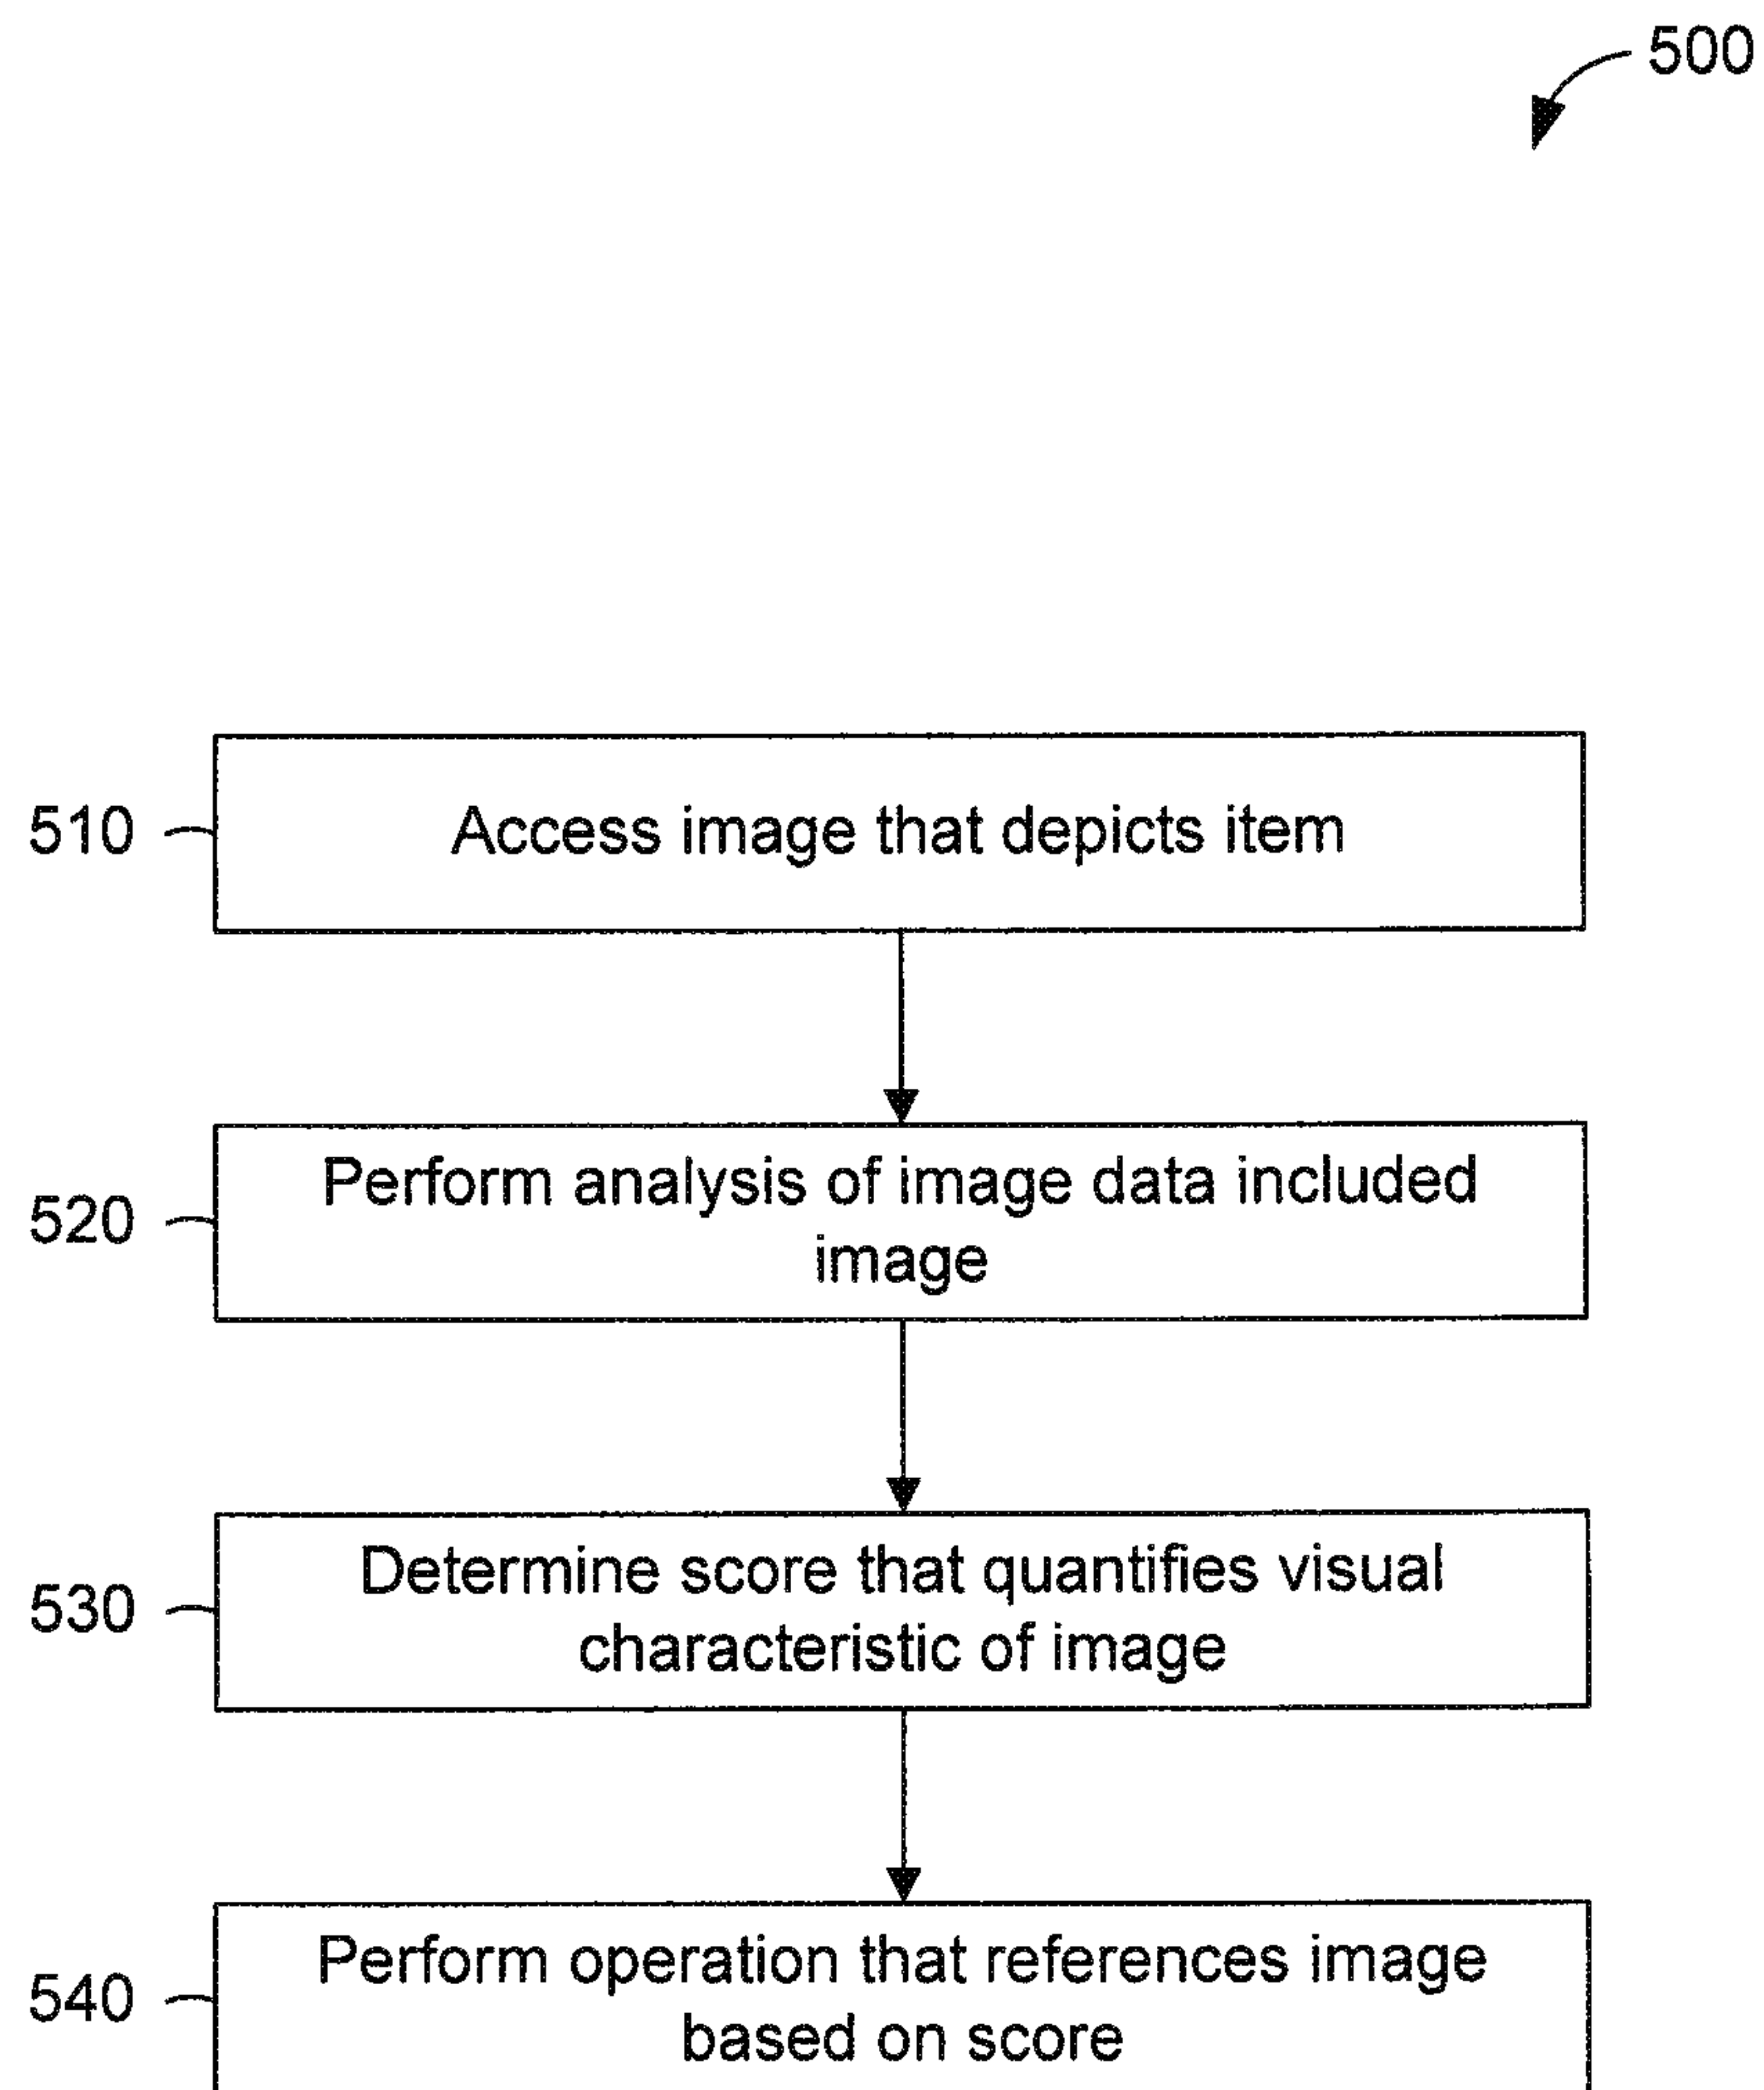 500
510
Access image that depicts item
520
Perform analysis of image data included
image
530
Determine score that quantifies visual
characteristic of image
540
Perform operation that references image
based on score